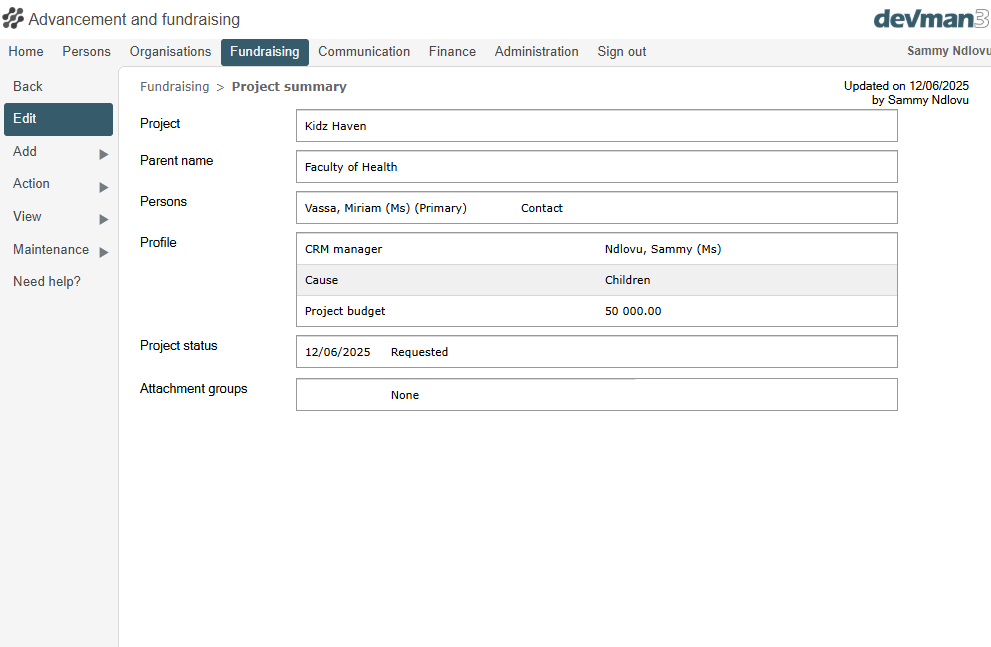 Advancement and fundraising
devman3
Home Persons Organisations Fundraising Communication Finance Administration Sign out Sammy Ndlovu
Back
Edit
Add
Action
View
Maintenance
Need help?
Fundraising > Project summary
Updated on 12/06/2025
by Sammy Ndlovu
Project Kidz Haven
Parent name Faculty of Health
Persons Vassa, Miriam (Ms) (Primary) Contact
Profile CRM manager Ndlovu, Sammy (Ms)
Cause Children
Project budget 50 000.00
Project status 12/06/2025 Requested
Attachment groups None